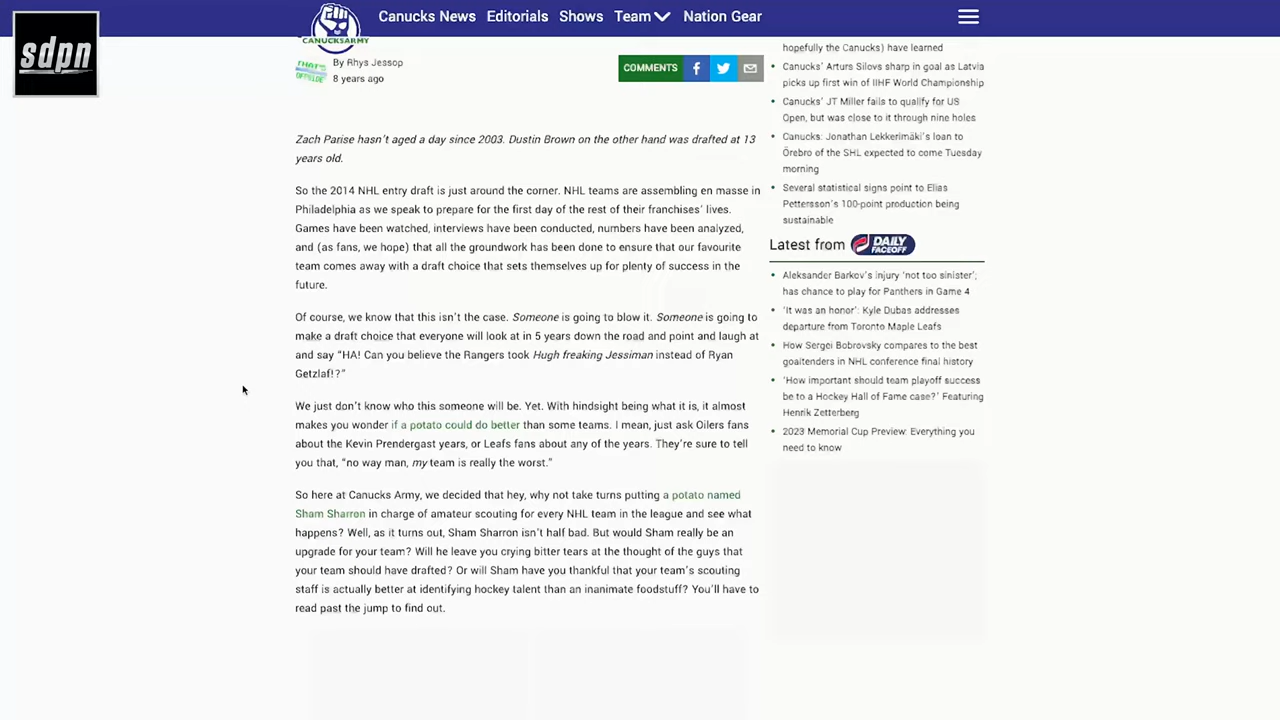 sdpn
Canucks News Editorials Shows Team Nation Gear
CANUCKSARMY
By Rhys Jessop
8 years ago
COMMENTS
Zach Parise hasn't aged a day since 2003. Dustin Brown on the other hand was drafted at 13
years old.
So the 2014 NHL entry draft is just around the corner. NHL teams are assembling en masse in
Philadelphia as we speak to prepare for the first day of the rest of their franchises' lives.
Games have been watched, interviews have been conducted, numbers have been analyzed,
and (as fans, we hope) that all the groundwork has been done to ensure that our favourite
team comes away with a draft choice that sets themselves up for plenty of success in the
future.
Of course, we know that this isn't the case. Someone is going to blow it. Someone is going to
make a draft choice that everyone will look at in 5 years down the road and point and laugh at
and say “HA! Can you believe the Rangers took Hugh freaking Jessiman instead of Ryan
Getzlaf!?”
We just don't know who this someone will be. Yet. With hindsight being what it is, it almost
makes you wonder if a potato could do better than some teams. I mean, just ask Oilers fans
about the Kevin Prendergast years, or Leafs fans about any of the years. They're sure to tell
you that, “no way man, my team is really the worst.”
So here at Canucks Army, we decided that hey, why not take turns putting a potato named
Sham Sharron in charge of amateur scouting for every NHL team in the league and see what
happens? Well, as it turns out, Sham Sharron isn't half bad. But would Sham really be an
upgrade for your team? Will he leave you crying bitter tears at the thought of the guys that
your team should have drafted? Or will Sham have you thankful that your team's scouting
staff is actually better at identifying hockey talent than an inanimate foodstuff? You'll have to
read past the jump to find out.
hopefully the Canucks) have learned
Canucks' Arturs Silovs sharp in goal as Latvia
picks up first win of IIHF World Championship
Canucks' JT Miller fails to qualify for US
Open, but was close to it through nine holes
Canucks: Jonathan Lekkerimäki's loan to
Örebro of the SHL expected to come Tuesday
morning
Several statistical signs point to Elias
Pettersson's 100-point production being
sustainable
Latest from DAILY FACEOFF
Aleksander Barkov's injury 'not too sinister';
has chance to play for Panthers in Game 4
'It was an honor': Kyle Dubas addresses
departure from Toronto Maple Leafs
How Sergei Bobrovsky compares to the best
goaltenders in NHL conference final history
'How important should team playoff success
be to a Hockey Hall of Fame case?' Featuring
Henrik Zetterberg
2023 Memorial Cup Preview: Everything you
need to know